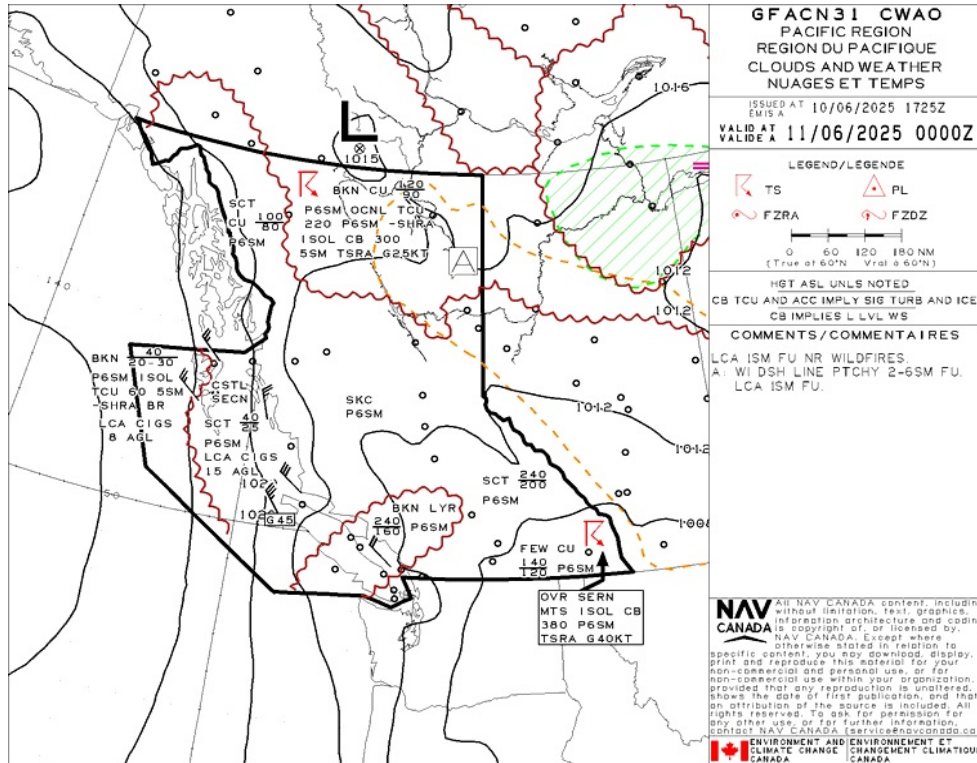 GFACN31 CWAO
PACIFIC REGION
REGION DU PACIFIQUE
CLOUDS AND WEATHER
NUAGES ET TEMPS
ISSUED AT
ÉMIS A
10/06/2025 1725Z
VALID AT
VALIDE A
11/06/2025 0000Z
LEGEND/LÉGENDE
TS
PL
FZRA
FZDZ
0 60 120 180 NM
(True at 60°N Vrai à 60°N)
HGT ASL UNLS NOTED
CB TCU AND ACC IMPLY SIG TURB AND ICE
CB IMPLIES L LVL WS
COMMENTS/COMMENTAIRES
LCA 1SM FU NR WILDFIRES.
A: WI DSH LINE PTCHY 2-6SM FU.
LCA 1SM FU.
NAV
CANADA
All NAV CANADA content, including
without limitation, text, graphics,
information architecture and coding
is copyright of, or licensed by,
NAV CANADA. Except where
otherwise stated in relation to
specific content, you may download, display,
print and reproduce this material for your
non-commercial and personal use, or for
non-commercial use within your organization,
provided that any reproduction is unaltered,
shows the date of first publication, and that
an attribution of the source is included. All
rights reserved. To ask for permission for
any other use, or for further information,
contact NAV CANADA (service@navcanada.ca
ENVIRONMENT AND
CLIMATE CHANGE
CANADA
ENVIRONNEMENT ET
CHANGEMENT CLIMATIQUE
CANADA
L
1015
1016
BKN CU 120
90
P6SM OCNL TCU
220 P6SM -SHRA
ISOL CB 300
5SM TSRA G25KT
SCT
CU 100
80
P6SM
A
1012
1012
1012
1012
1008
140
50
BKN 40
20-30
P6SM ISOL
TCU 60 5SM
-SHRA BR
LCA CIGS
8 AGL
CSTL
SECN
SCT 40
25
P6SM
LCA CIGS
15 AGL
G45
SKC
P6SM
SCT 240
200
P6SM
BKN LYR
240
160
P6SM
FEW CU
140
120
P6SM
OVR SERN
MTS ISOL CB
380 P6SM
TSRA G40KT